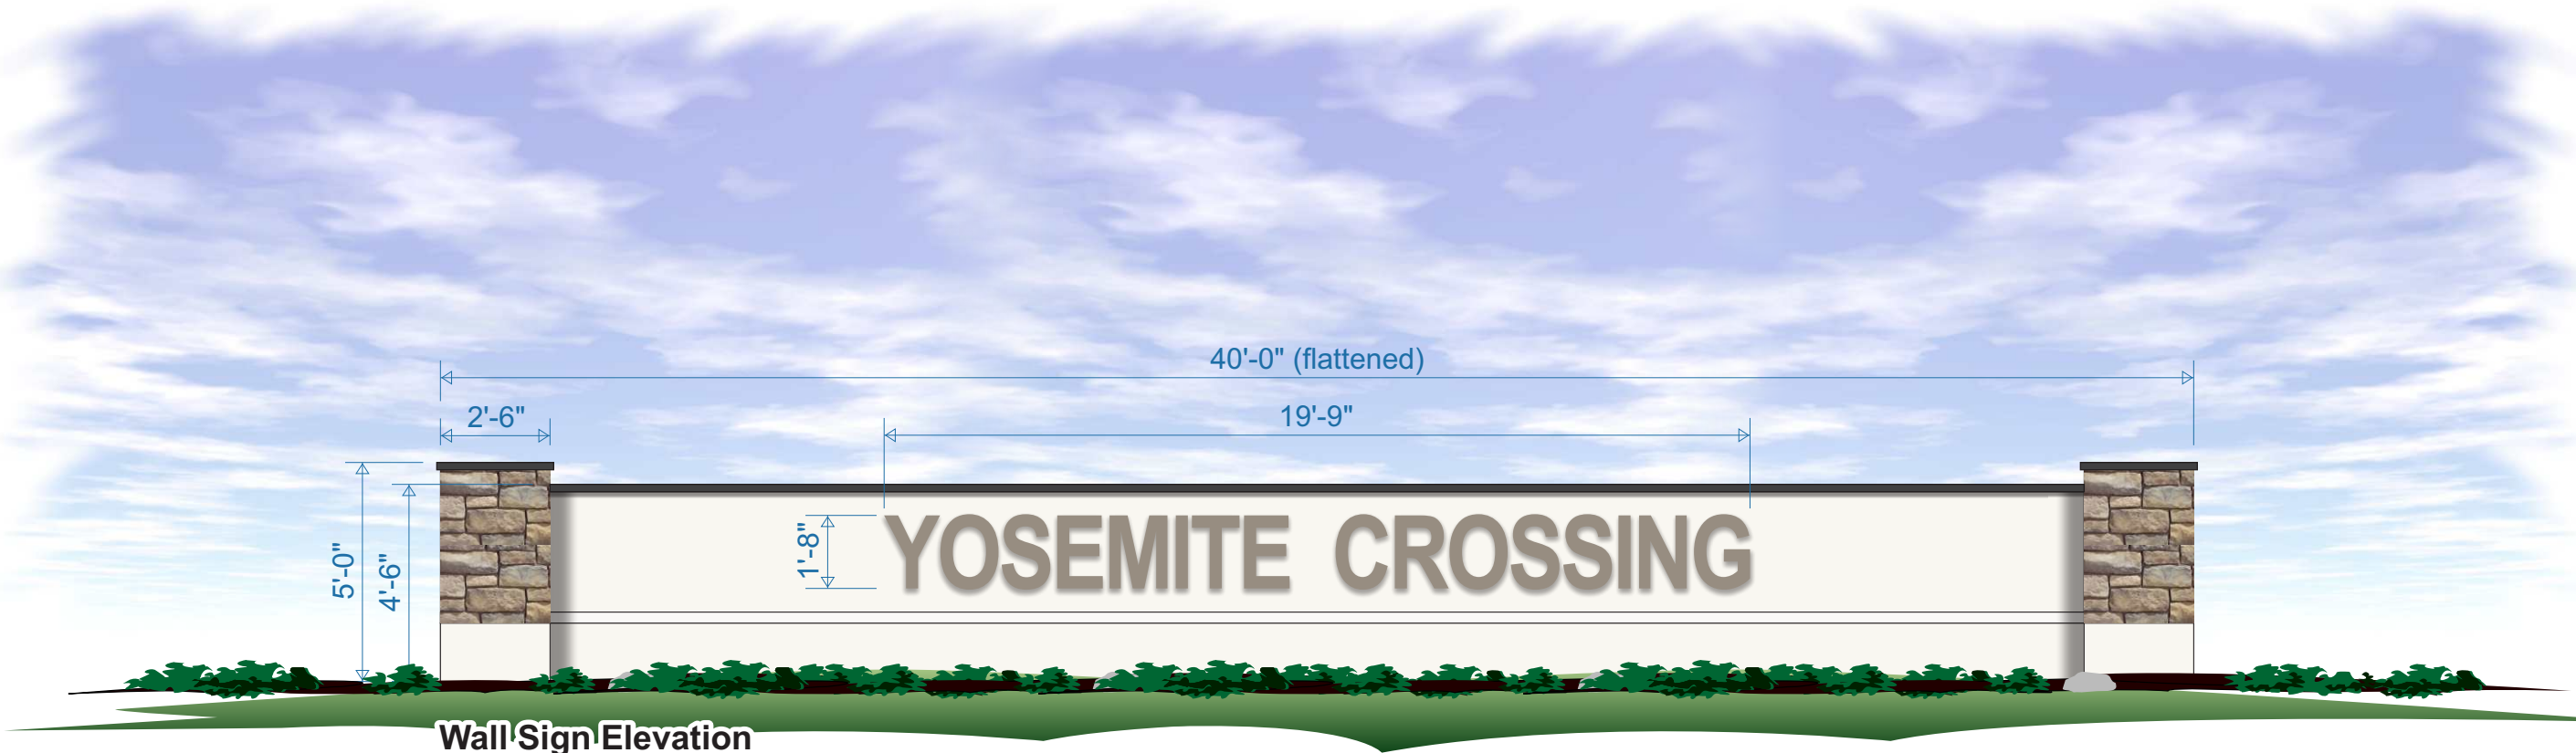 40'-0" (flattened)
2'-6"
19'-9"
5'-0"
4'-6"
1'-8"
YOSEMITE CROSSING
Wall Sign Elevation